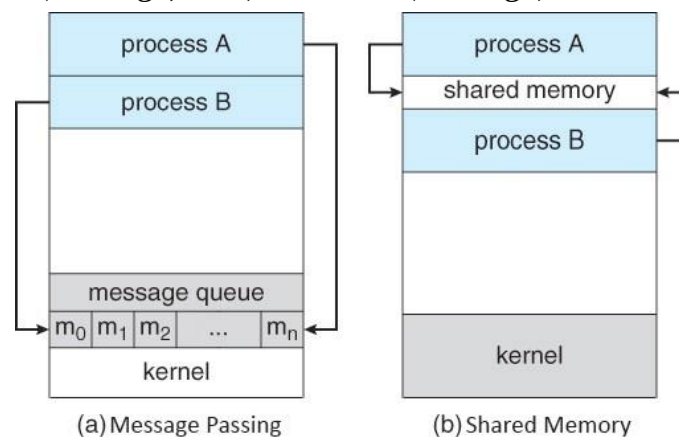 process A
process B
message queue
m0 m1 m2 ... mn
kernel
(a) Message Passing
process A
shared memory
process B
kernel
(b) Shared Memory